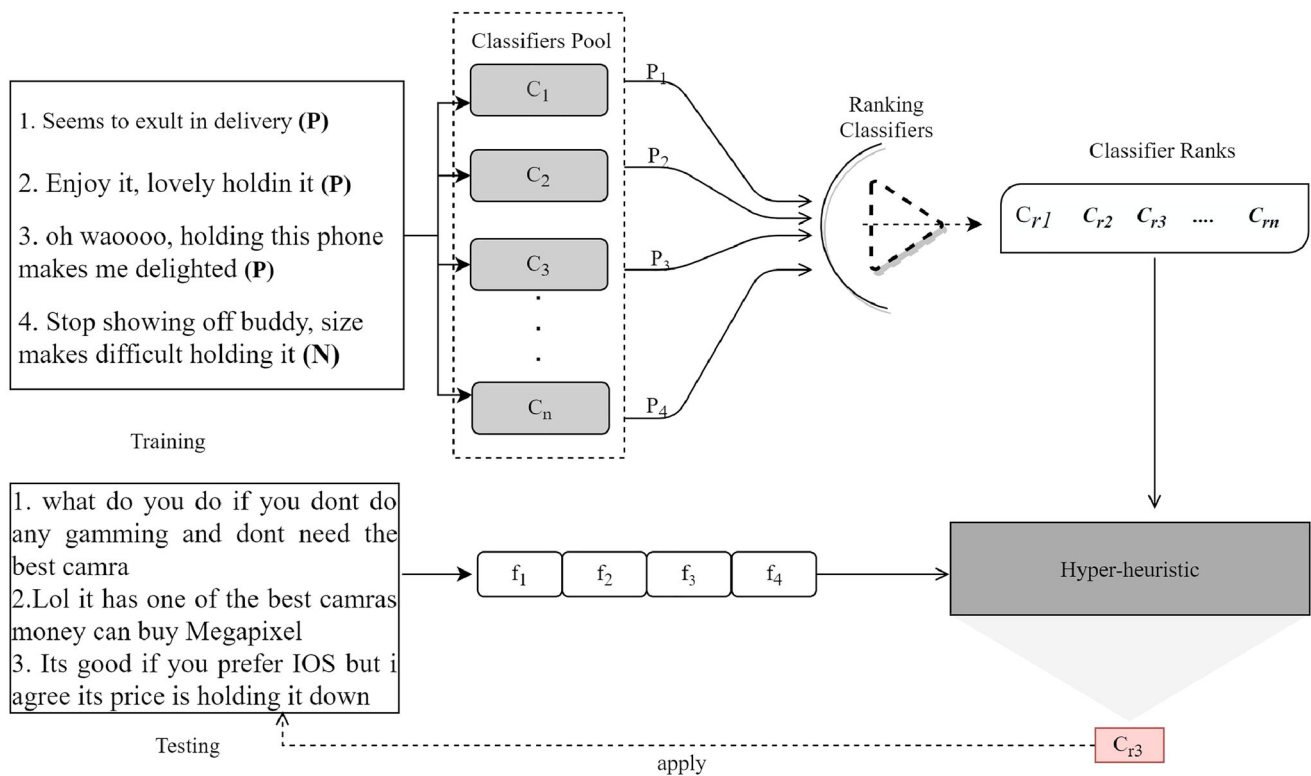 Classifiers Pool
1. Seems to exult in delivery (P)
2. Enjoy it, lovely holdin it (P)
3. oh waoooo, holding this phone
makes me delighted (P)
4. Stop showing off buddy, size
makes difficult holding it (N)
Training
C1
C2
C3
.
.
.
Cn
P1
P2
P3
P4
Ranking
Classifiers
Classifier Ranks
Cr1 Cr2 Cr3 .... Crn
1. what do you do if you dont do
any gamming and dont need the
best camra
2.Lol it has one of the best camras
money can buy Megapixel
3. Its good if you prefer IOS but i
agree its price is holding it down
Testing
f1 f2 f3 f4
Hyper-heuristic
Cr3
apply